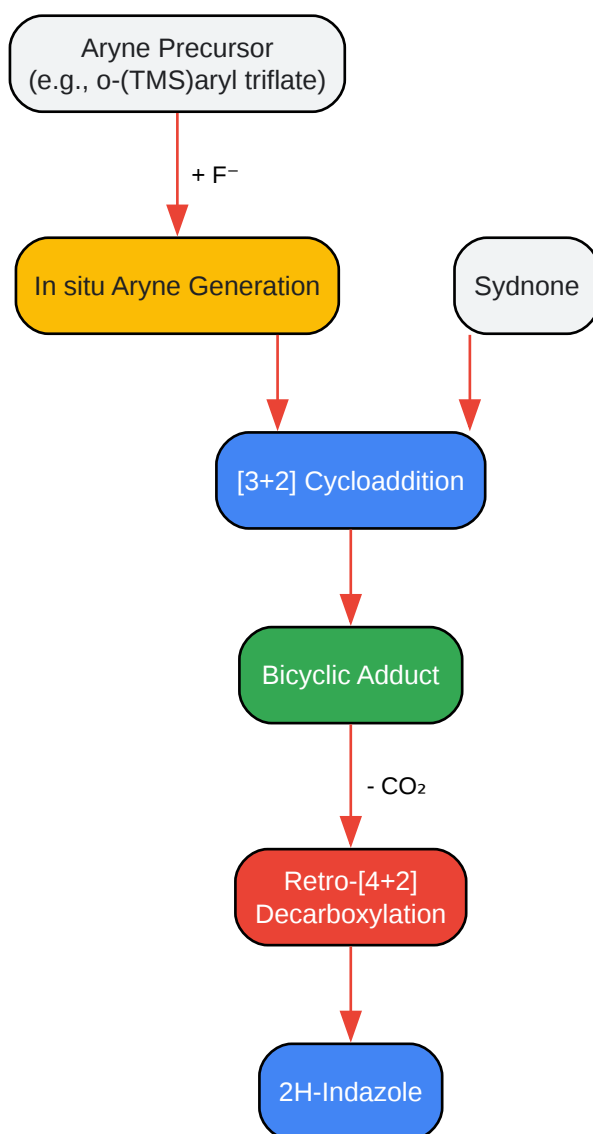 Aryne Precursor
(e.g., o-(TMS)aryl triflate)
+ F⁻
In situ Aryne Generation
Sydnone
[3+2] Cycloaddition
Bicyclic Adduct
- CO₂
Retro-[4+2]
Decarboxylation
2H-Indazole